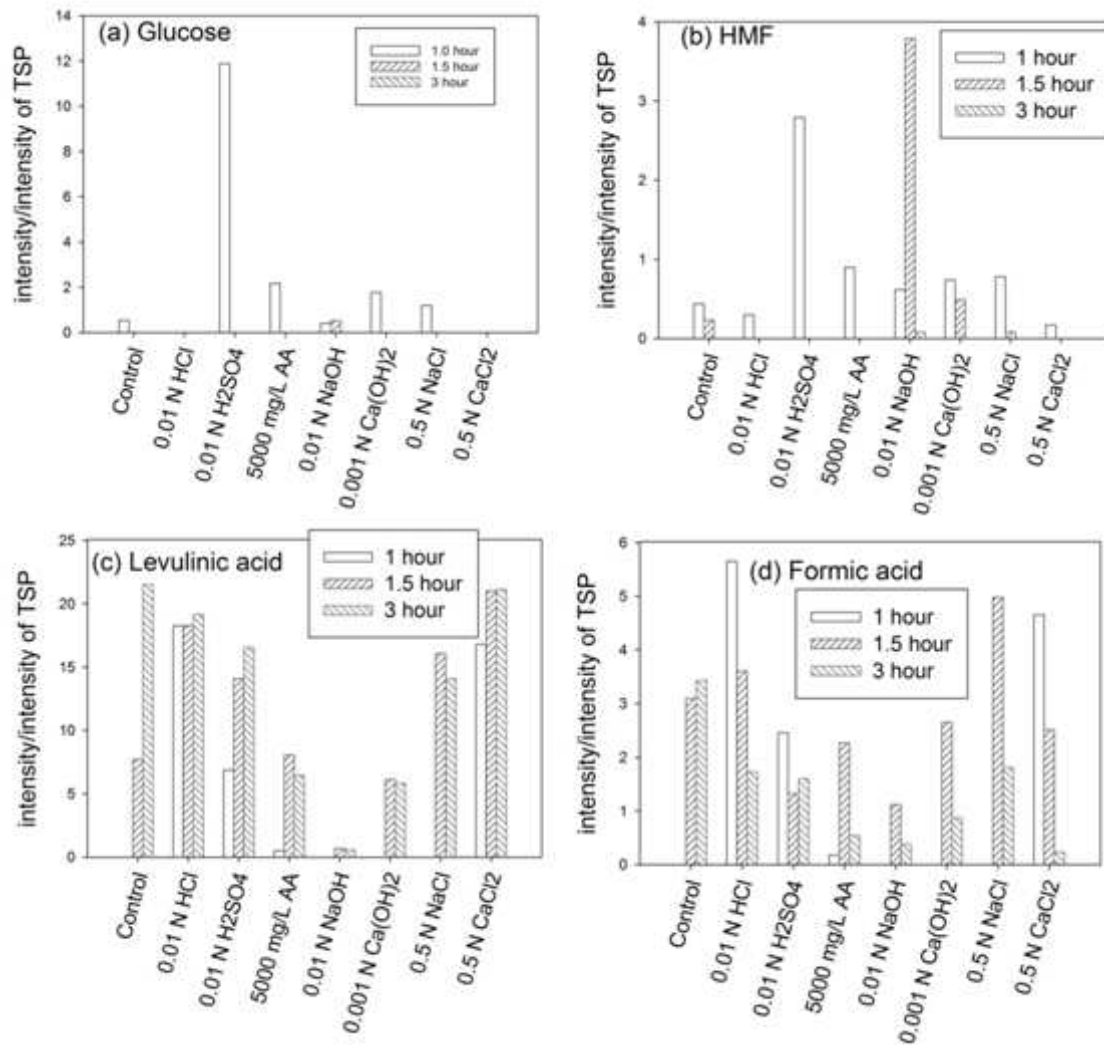 (a) Glucose
1.0 hour
1.5 hour
3 hour
intensity/intensity of TSP
14
12
10
8
6
4
2
0
Control
0.01 N HCl
0.01 N H2SO4
5000 mg/L AA
0.01 N NaOH
0.001 N Ca(OH)2
0.5 N NaCl
0.5 N CaCl2
(b) HMF
1 hour
1.5 hour
3 hour
intensity/intensity of TSP
4
3
2
1
0
Control
0.01 N HCl
0.01 N H2SO4
5000 mg/L AA
0.01 N NaOH
0.001 N Ca(OH)2
0.5 N NaCl
0.5 N CaCl2
(c) Levulinic acid
1 hour
1.5 hour
3 hour
intensity/intensity of TSP
25
20
15
10
5
0
Control
0.01 N HCl
0.01 N H2SO4
5000 mg/L AA
0.01 N NaOH
0.001 N Ca(OH)2
0.5 N NaCl
0.5 N CaCl2
(d) Formic acid
1 hour
1.5 hour
3 hour
intensity/intensity of TSP
6
5
4
3
2
1
0
Control
0.01 N HCl
0.01 N H2SO4
5000 mg/L AA
0.01 N NaOH
0.001 N Ca(OH)2
0.5 N NaCl
0.5 N CaCl2